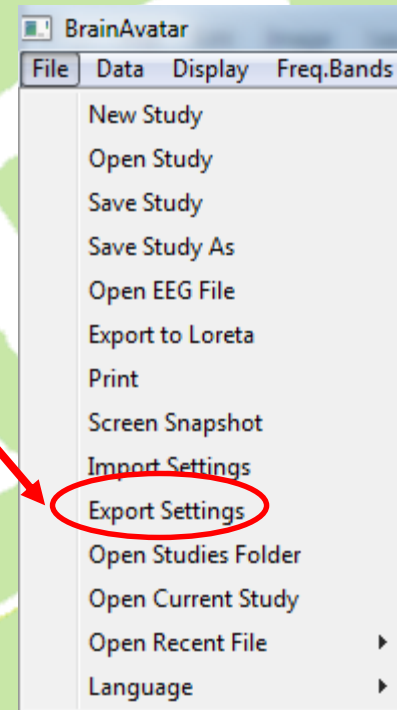 BrainAvatar
File Data Display Freq.Bands
New Study
Open Study
Save Study
Save Study As
Open EEG File
Export to Loreta
Print
Screen Snapshot
Import Settings
Export Settings
Open Studies Folder
Open Current Study
Open Recent File
Language